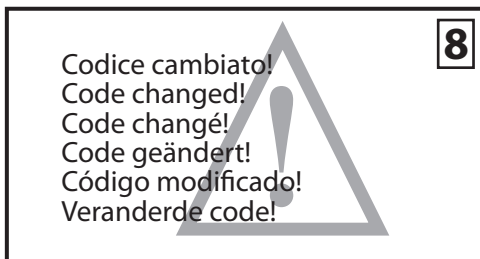 8
Codice cambiato!
Code changed!
Code changé!
Code geändert!
Código modificado!
Veranderde code!